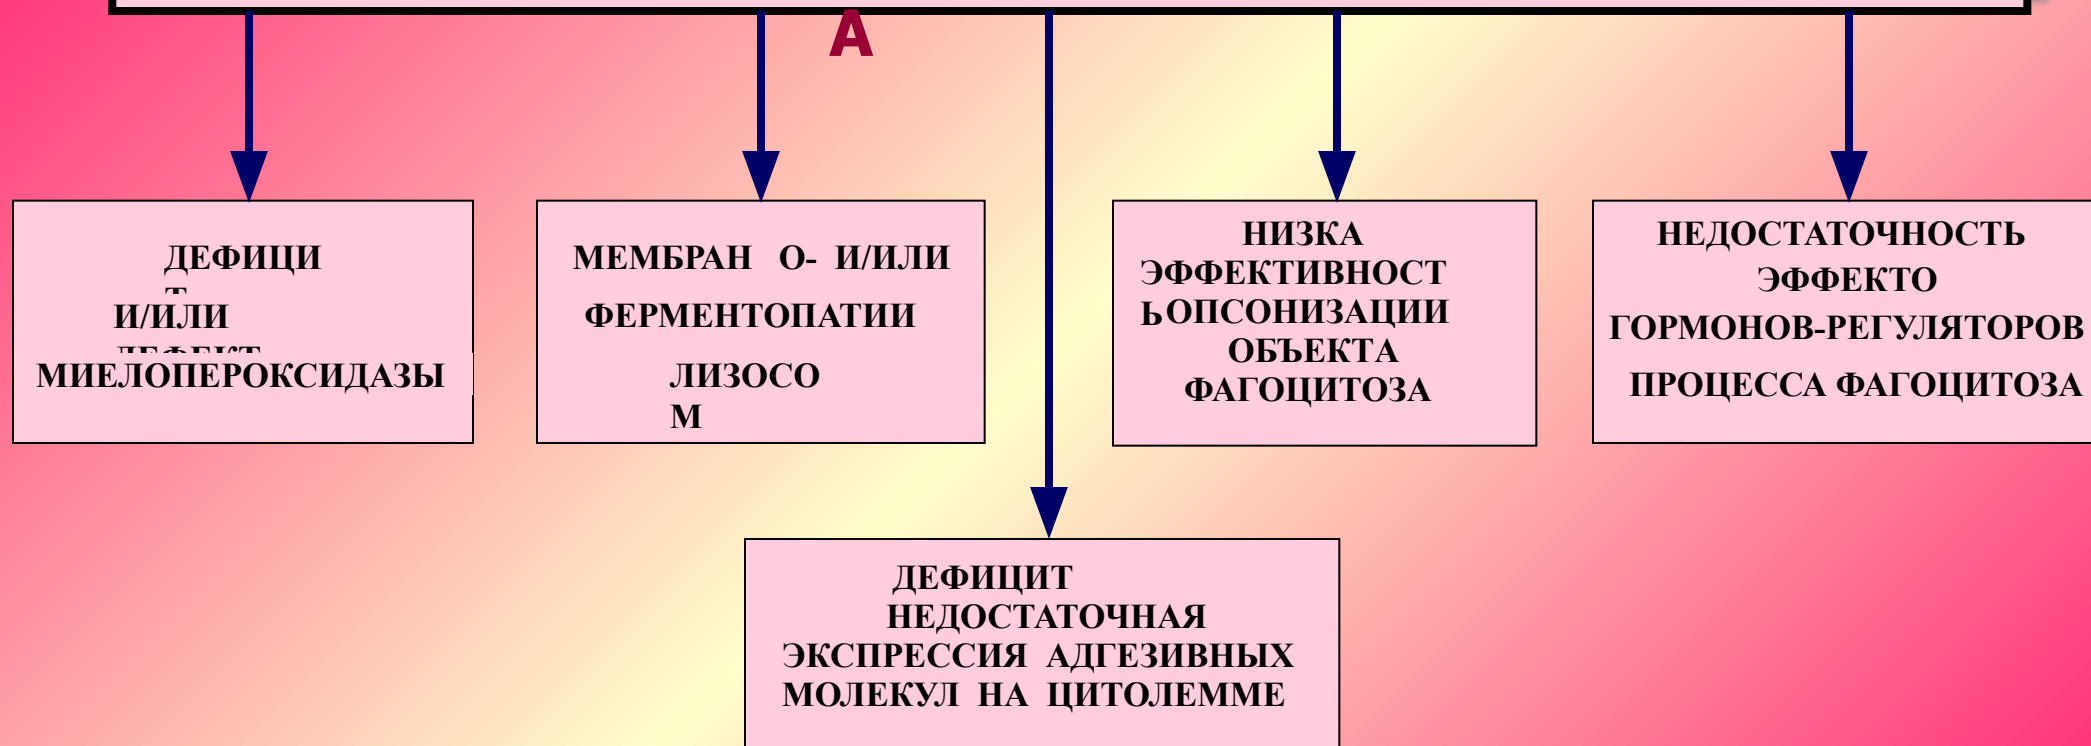 А
ДЕФИЦИ
И/ИЛИ
МИЕЛОПЕРОКСИДАЗЫ
МЕМБРАН О- И/ИЛИ
ФЕРМЕНТОПАТИИ
ЛИЗОСО
М
НИЗКА
ЭФФЕКТИВНОСТ
ЬОПСОНИЗАЦИИ
ОБЪЕКТА
ФАГОЦИТОЗА
НЕДОСТАТОЧНОСТЬ
ЭФФЕКТО
ГОРМОНОВ-РЕГУЛЯТОРОВ
ПРОЦЕССА ФАГОЦИТОЗА
ДЕФИЦИТ
НЕДОСТАТОЧНАЯ
ЭКСПРЕССИЯ АДГЕЗИВНЫХ
МОЛЕКУЛ НА ЦИТОЛЕММЕ